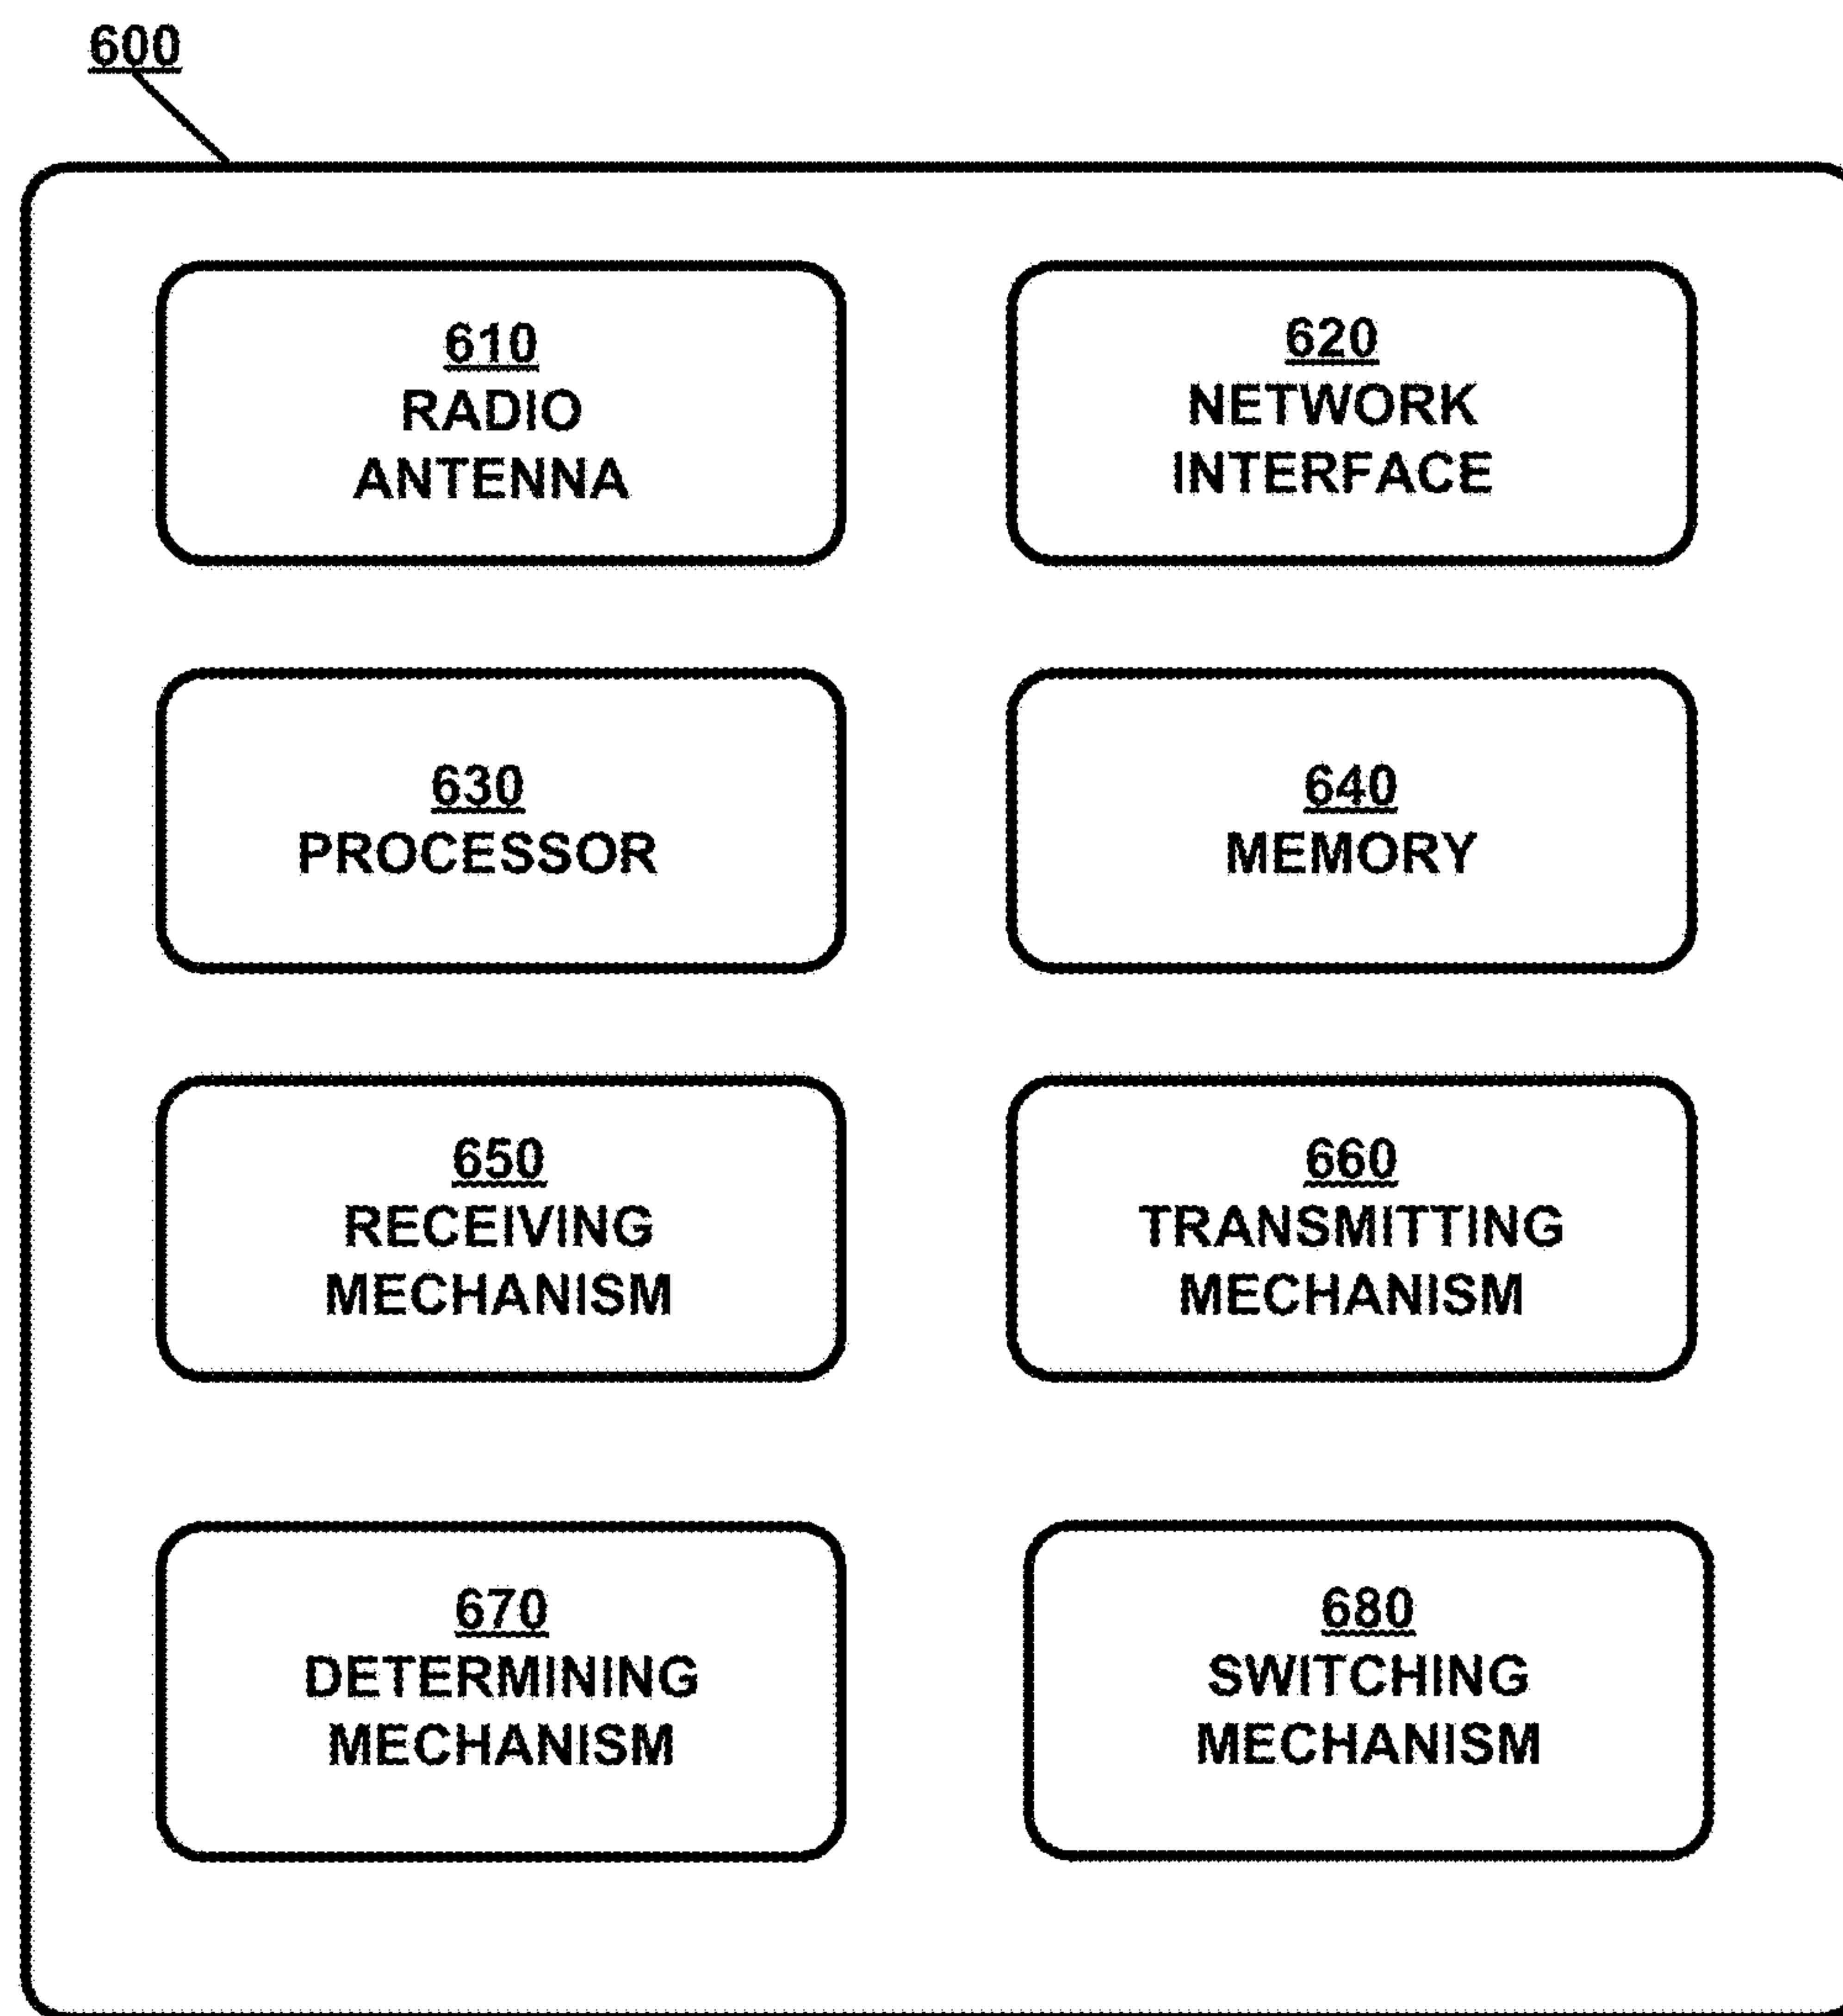 600
610
RADIO
ANTENNA
620
NETWORK
INTERFACE
630
PROCESSOR
640
MEMORY
650
RECEIVING
MECHANISM
660
TRANSMITTING
MECHANISM
670
DETERMINING
MECHANISM
680
SWITCHING
MECHANISM